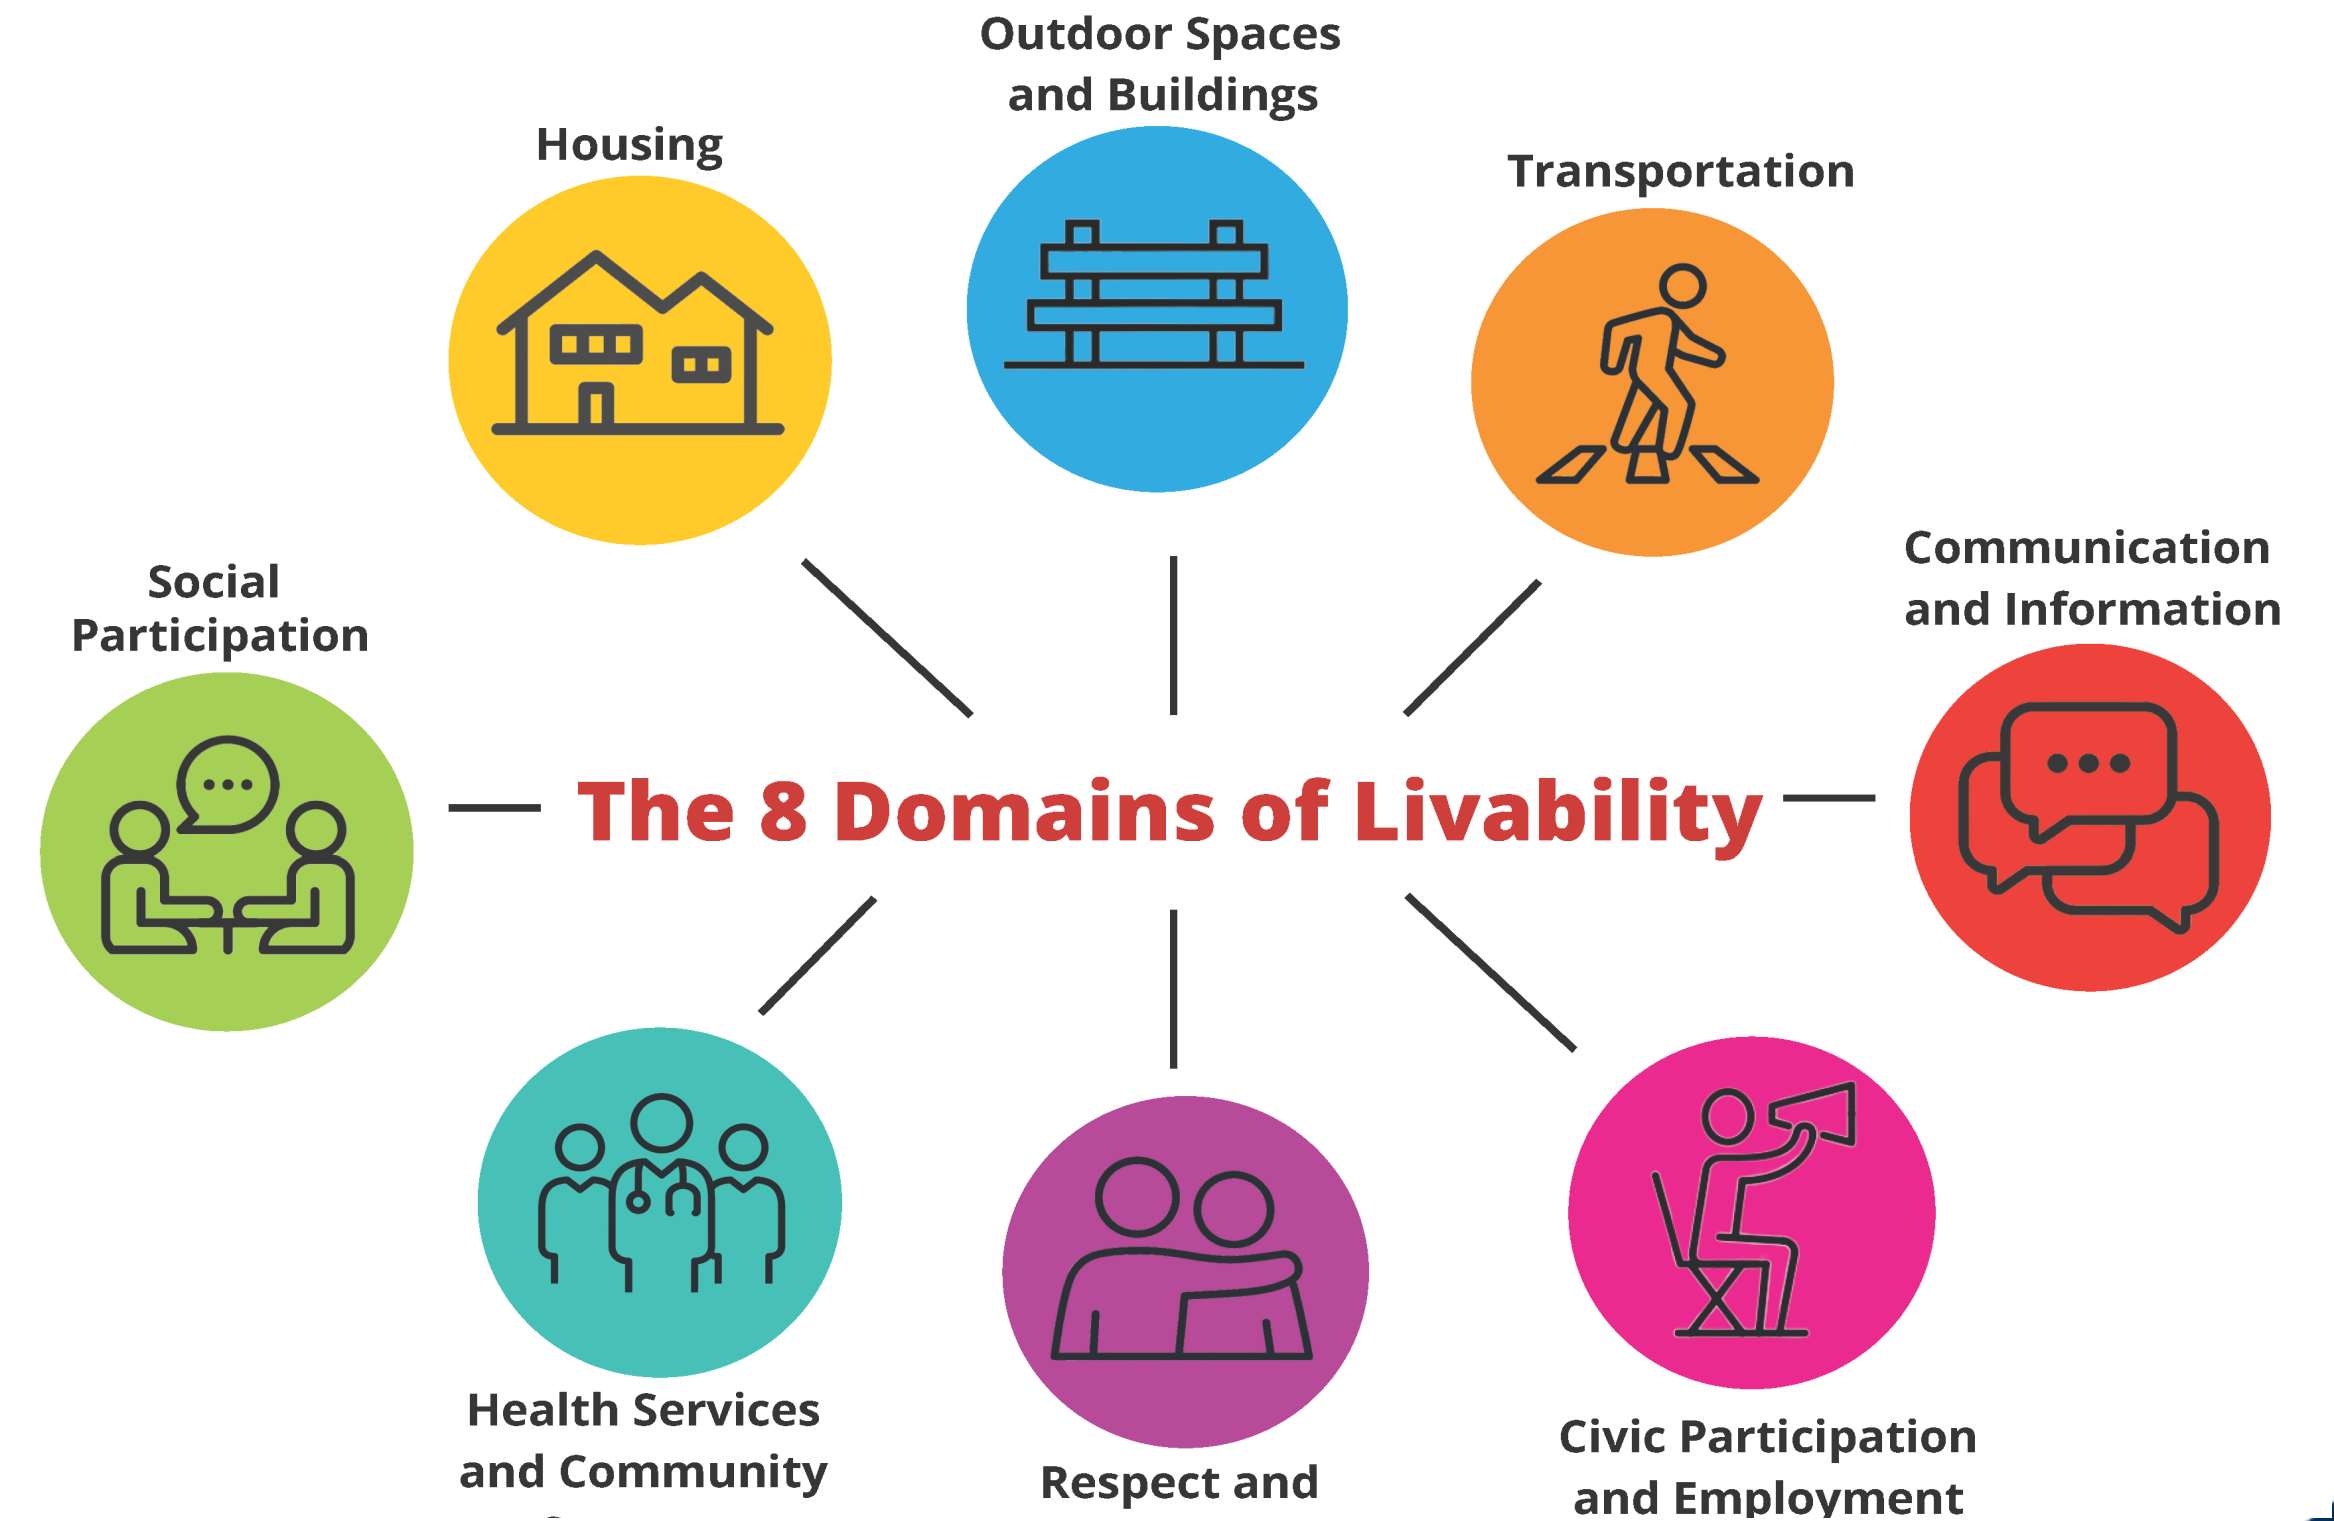 Outdoor Spaces
and Buildings
Housing
Transportation
Communication
and Information
Social
Participation
The 8 Domains of Livability
Health Services
and Community
Respect and
Civic Participation
and Employment